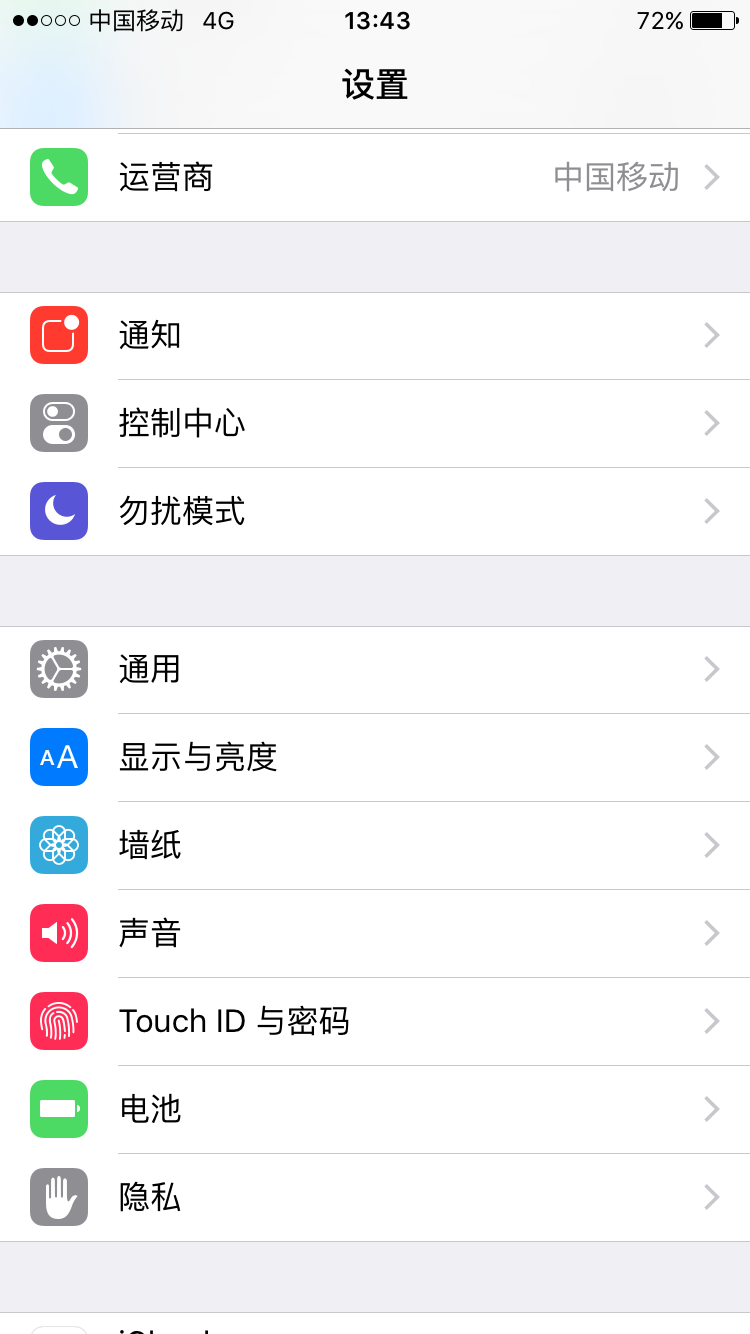 中国移动 4G 13:43 72%
设置
运营商 中国移动
通知
控制中心
勿扰模式
通用
AA 显示与亮度
墙纸
声音
Touch ID 与密码
电池
隐私